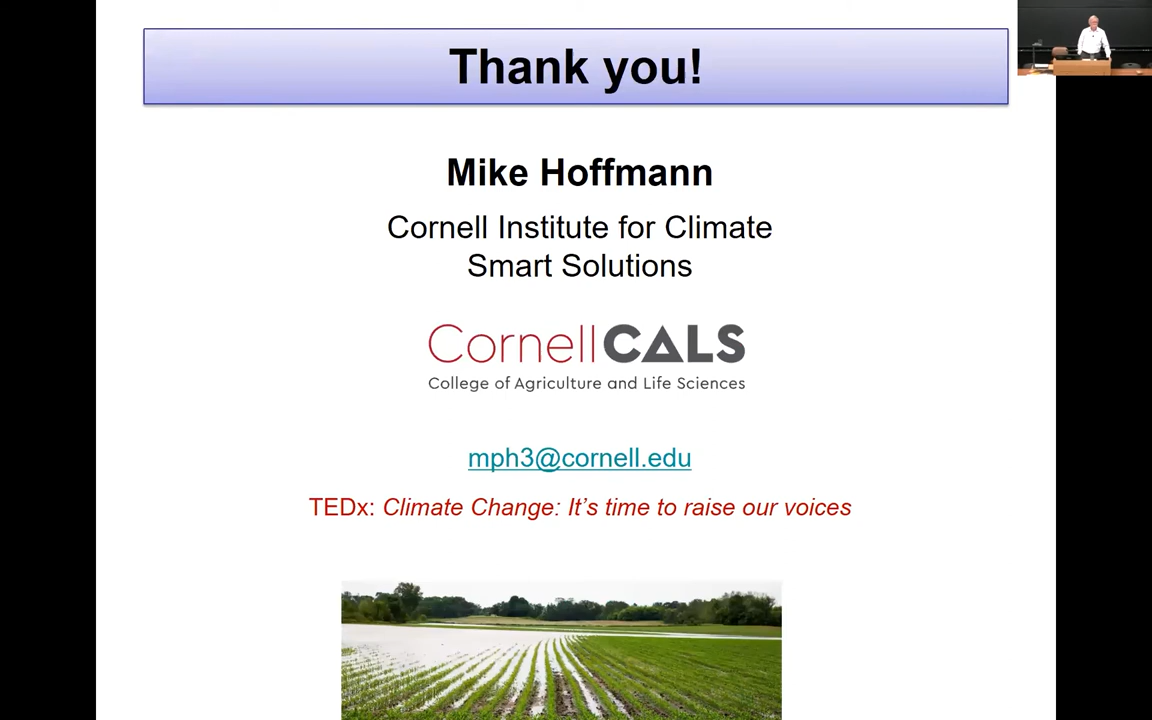 Thank you!
Mike Hoffmann
Cornell Institute for Climate
Smart Solutions
CornellCALS
College of Agriculture and Life Sciences
mph3@cornell.edu
TEDx: Climate Change: It’s time to raise our voices